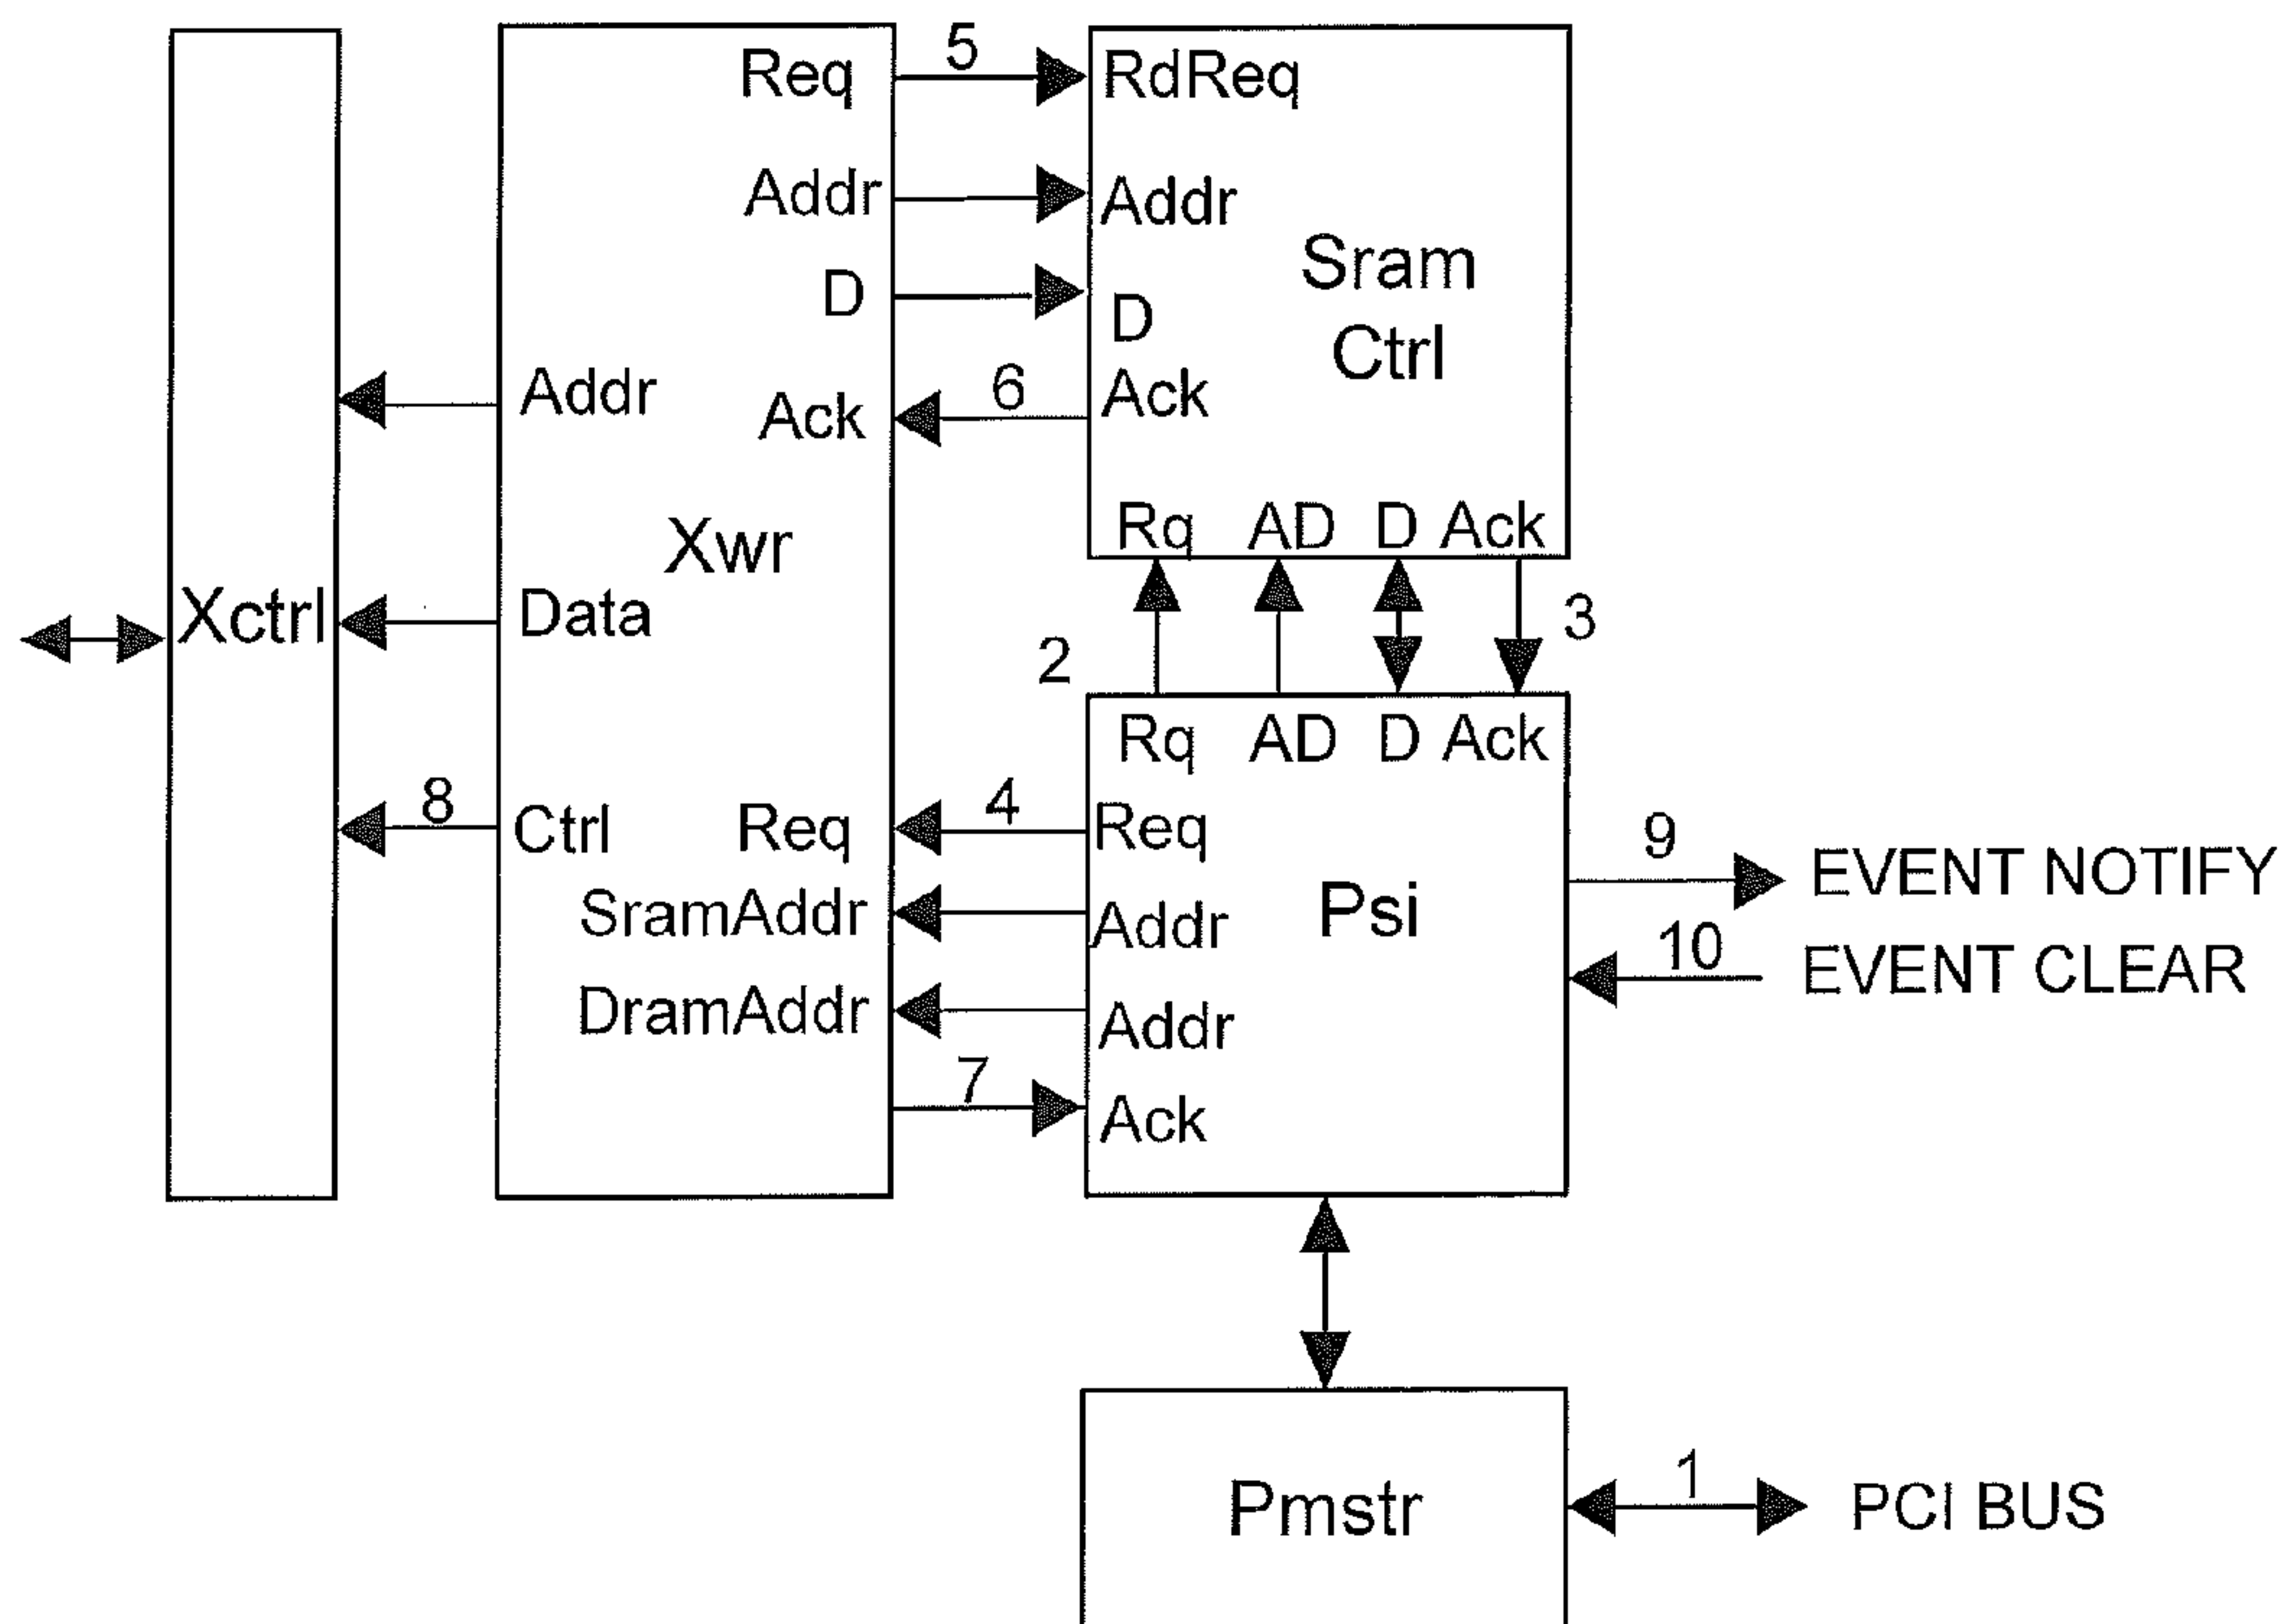 Req 5 RdReq
Addr Addr
D D
Sram
Ctrl
Addr Ack 6 Ack
Rq AD D Ack
Xwr
Xctrl Data
2 3
Rq AD D Ack
8 Ctrl Req 4 Req
SramAddr Addr
Psi
9 EVENT NOTIFY
10 EVENT CLEAR
DramAddr Addr
7 Ack
Pmstr 1 PCI BUS